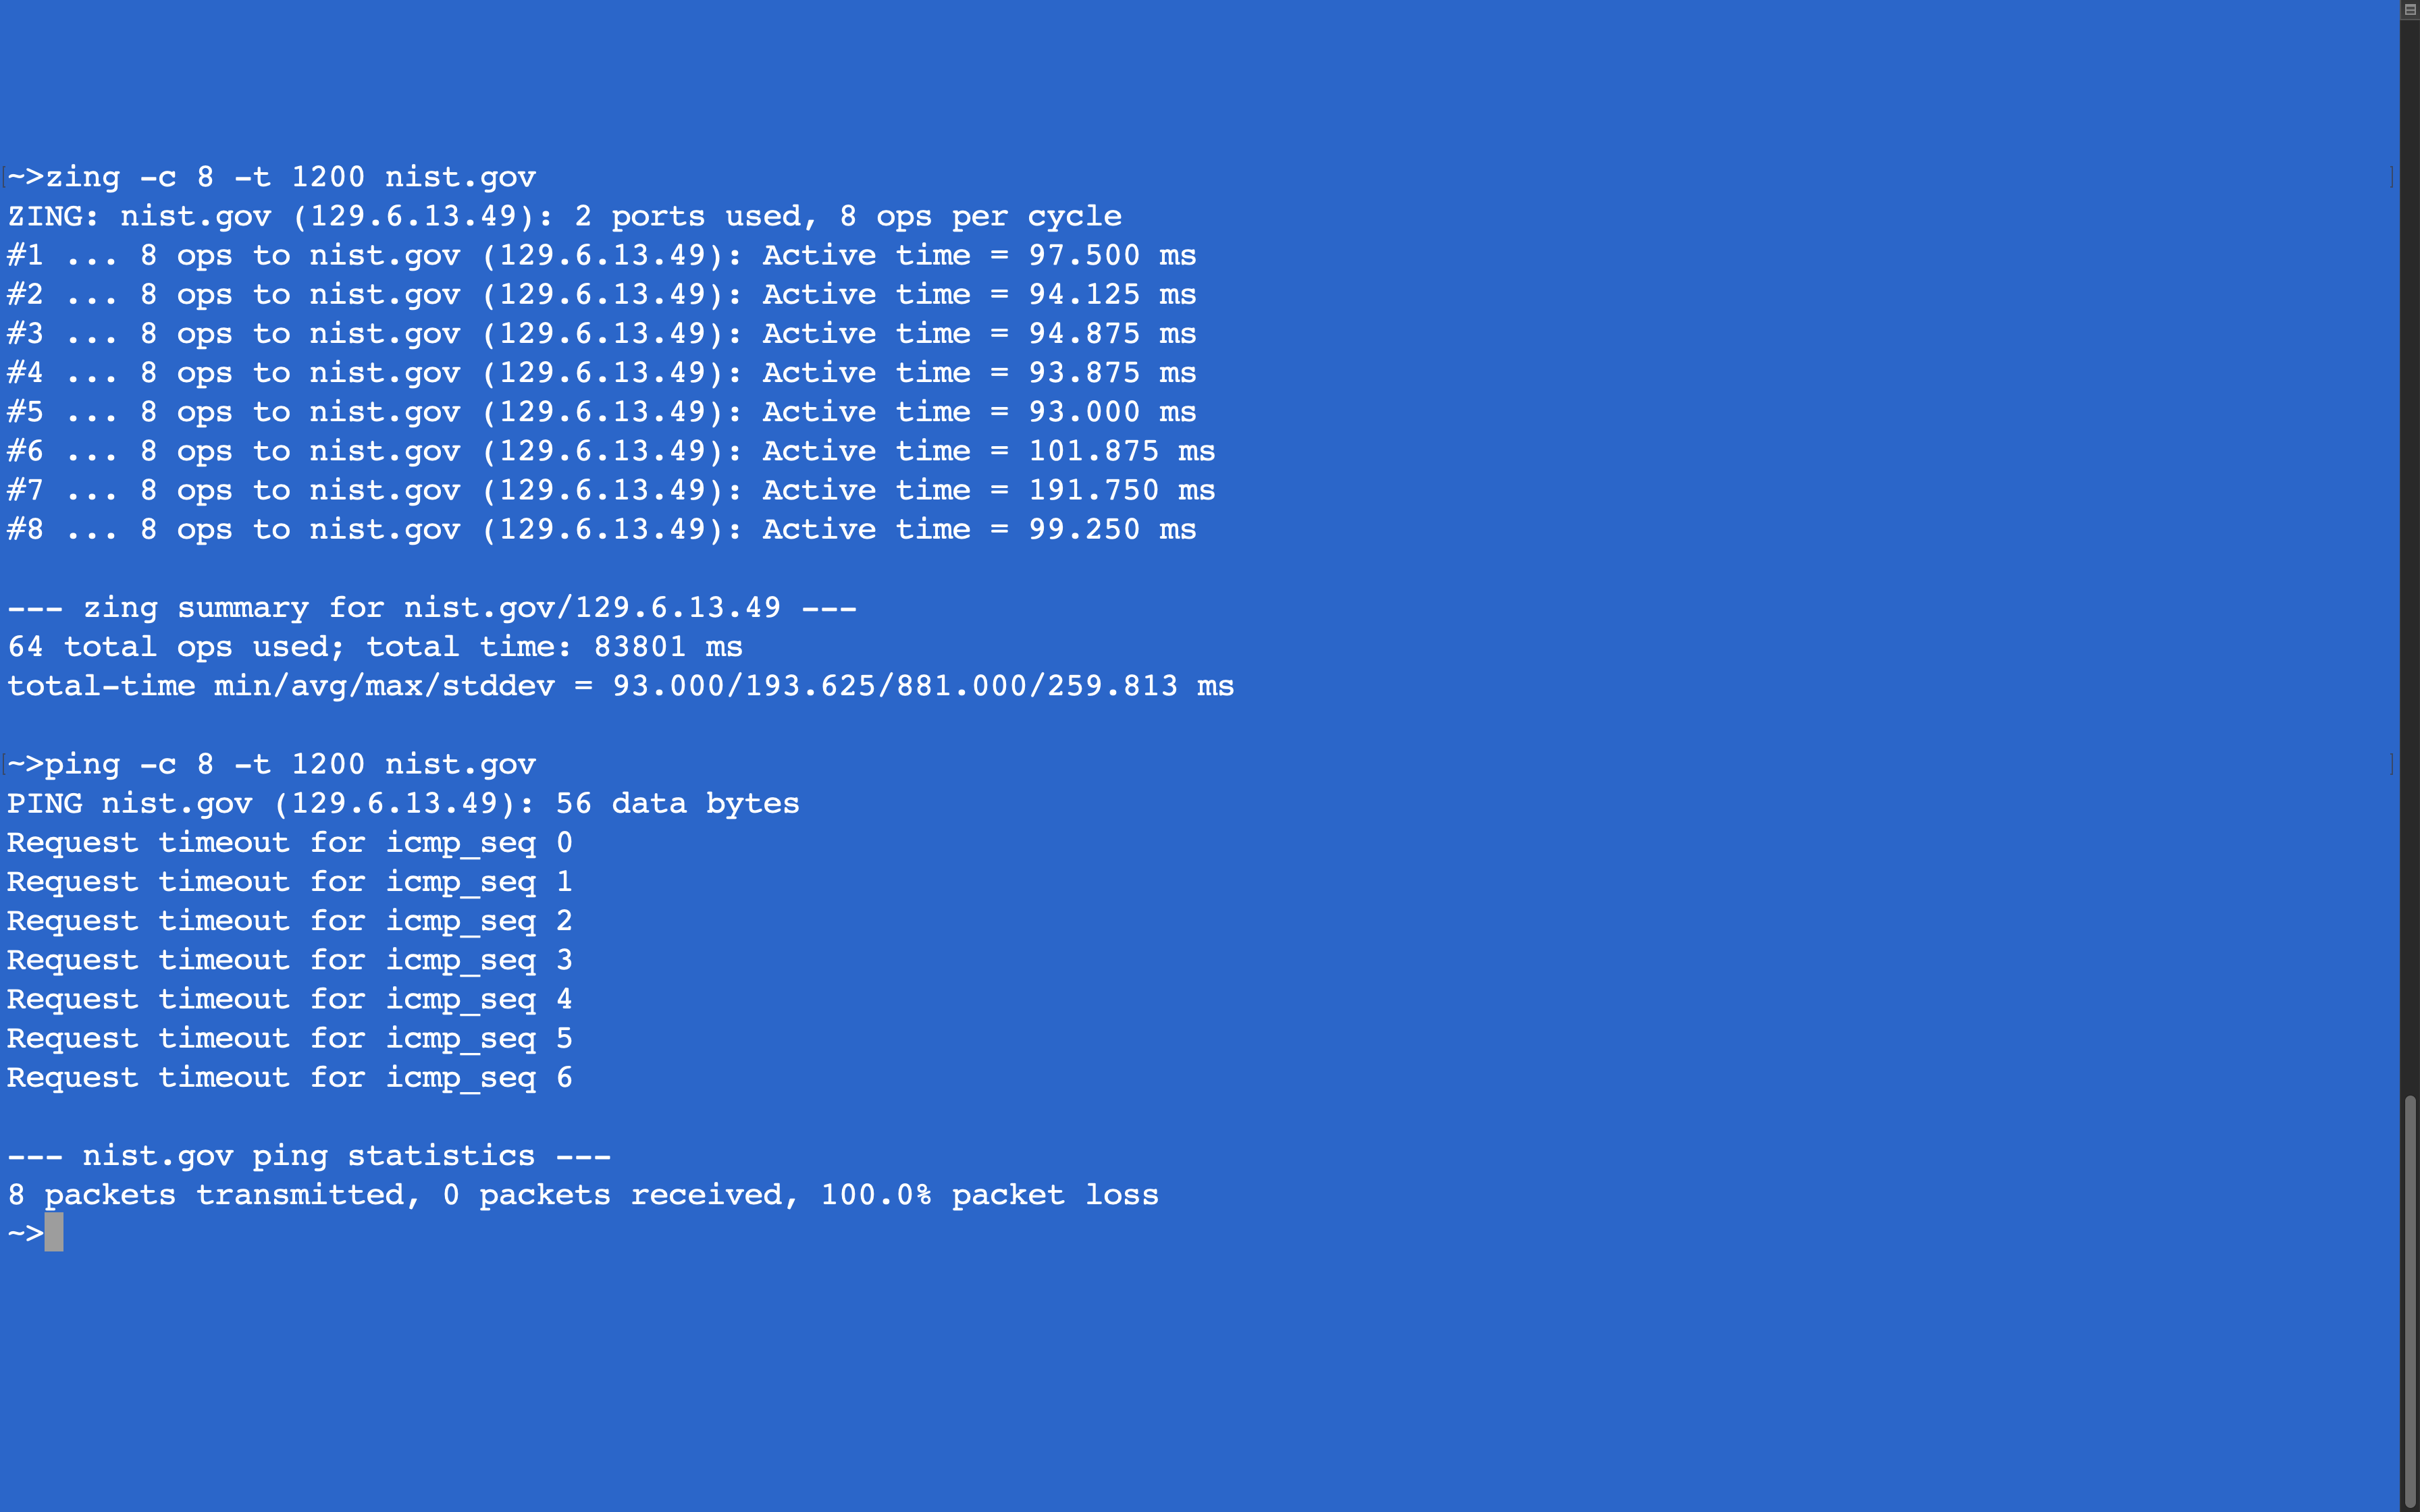 ~>zing -c 8 -t 1200 nist.gov
ZING: nist.gov (129.6.13.49): 2 ports used, 8 ops per cycle
#1 ... 8 ops to nist.gov (129.6.13.49): Active time = 97.500 ms
#2 ... 8 ops to nist.gov (129.6.13.49): Active time = 94.125 ms
#3 ... 8 ops to nist.gov (129.6.13.49): Active time = 94.875 ms
#4 ... 8 ops to nist.gov (129.6.13.49): Active time = 93.875 ms
#5 ... 8 ops to nist.gov (129.6.13.49): Active time = 93.000 ms
#6 ... 8 ops to nist.gov (129.6.13.49): Active time = 101.875 ms
#7 ... 8 ops to nist.gov (129.6.13.49): Active time = 191.750 ms
#8 ... 8 ops to nist.gov (129.6.13.49): Active time = 99.250 ms
--- zing summary for nist.gov/129.6.13.49 ---
64 total ops used; total time: 83801 ms
total-time min/avg/max/stddev = 93.000/193.625/881.000/259.813 ms
~>ping -c 8 -t 1200 nist.gov
PING nist.gov (129.6.13.49): 56 data bytes
Request timeout for icmp_seq 0
Request timeout for icmp_seq 1
Request timeout for icmp_seq 2
Request timeout for icmp_seq 3
Request timeout for icmp_seq 4
Request timeout for icmp_seq 5
Request timeout for icmp_seq 6
--- nist.gov ping statistics ---
8 packets transmitted, 0 packets received, 100.0% packet loss
~>